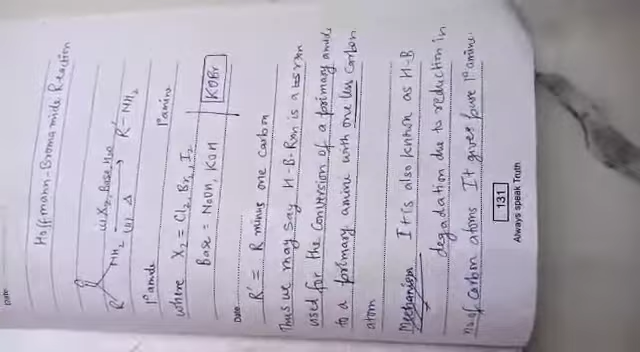 Date
Hoffmann-Bromamide Reaction
R NH2 (i) X2, Base, H2O (ii) Δ R'-NH2
1° amide 1° amine
where X2 = Cl2, Br2, I2
Base = NaOH, KOH KOBr
Date
R' = R minus one carbon
Thus we may say H-B-Rxn is a
used for the conversion of a primary amide
to a primary amine with one less carbon
atom
Mechanism It is also known as H-B
degradation due to reduction in
no. of carbon atoms It gives pure 1° amine.
131
Always speak Truth